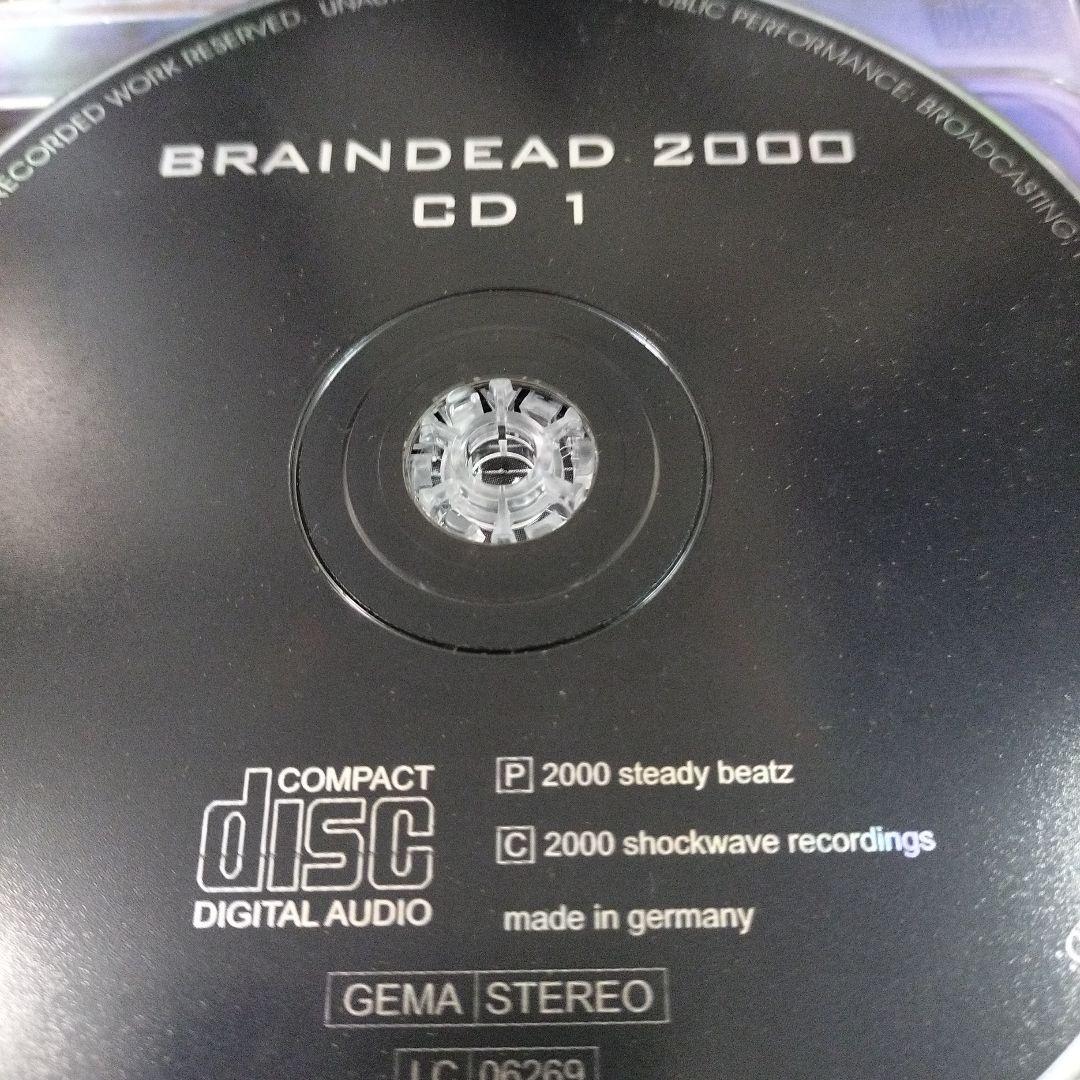 RECORDED WORK RESERVED. PUBLIC PERFORMANCE; BROADCASTING,
BRAINDEAD 2000
CD 1
COMPACT
disc
DIGITAL AUDIO
P 2000 steady beatz
C 2000 shockwave recordings
made in germany
GEMA STEREO
LC 06269